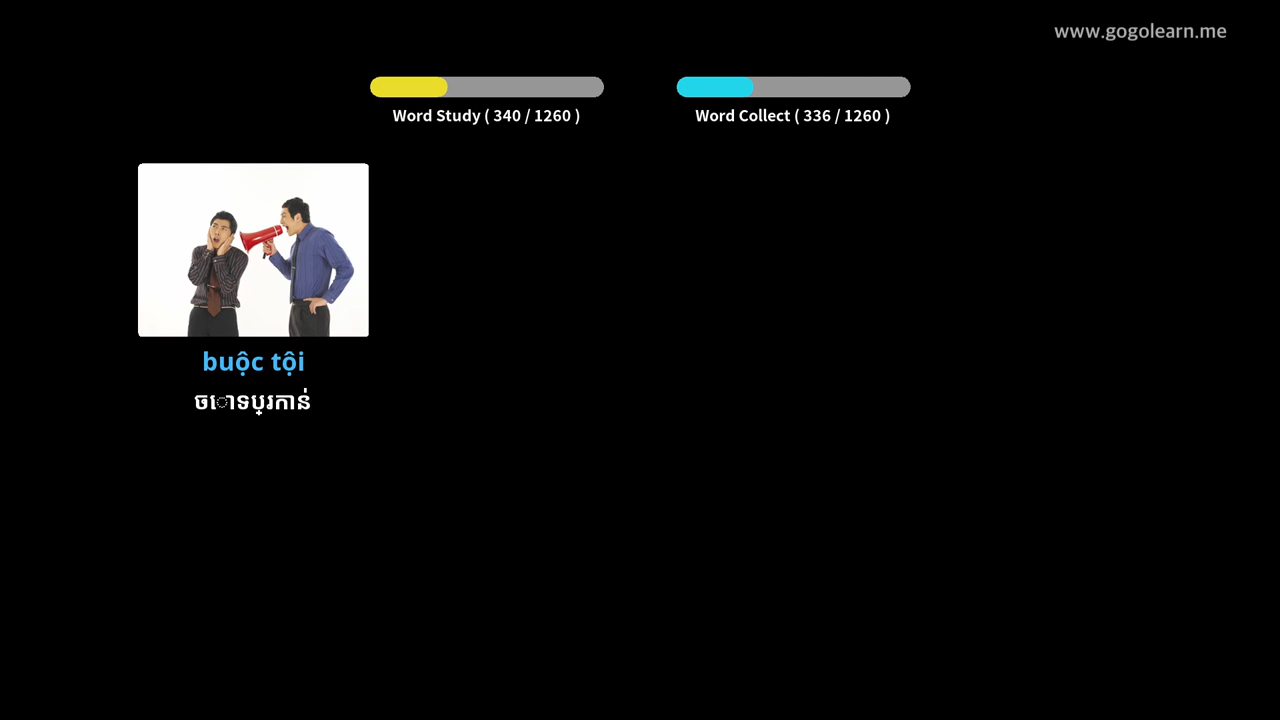 www.gogolearn.me
Word Study ( 340 / 1260 )
Word Collect ( 336 / 1260 )
buộc tội
ចោទប្រកាន់